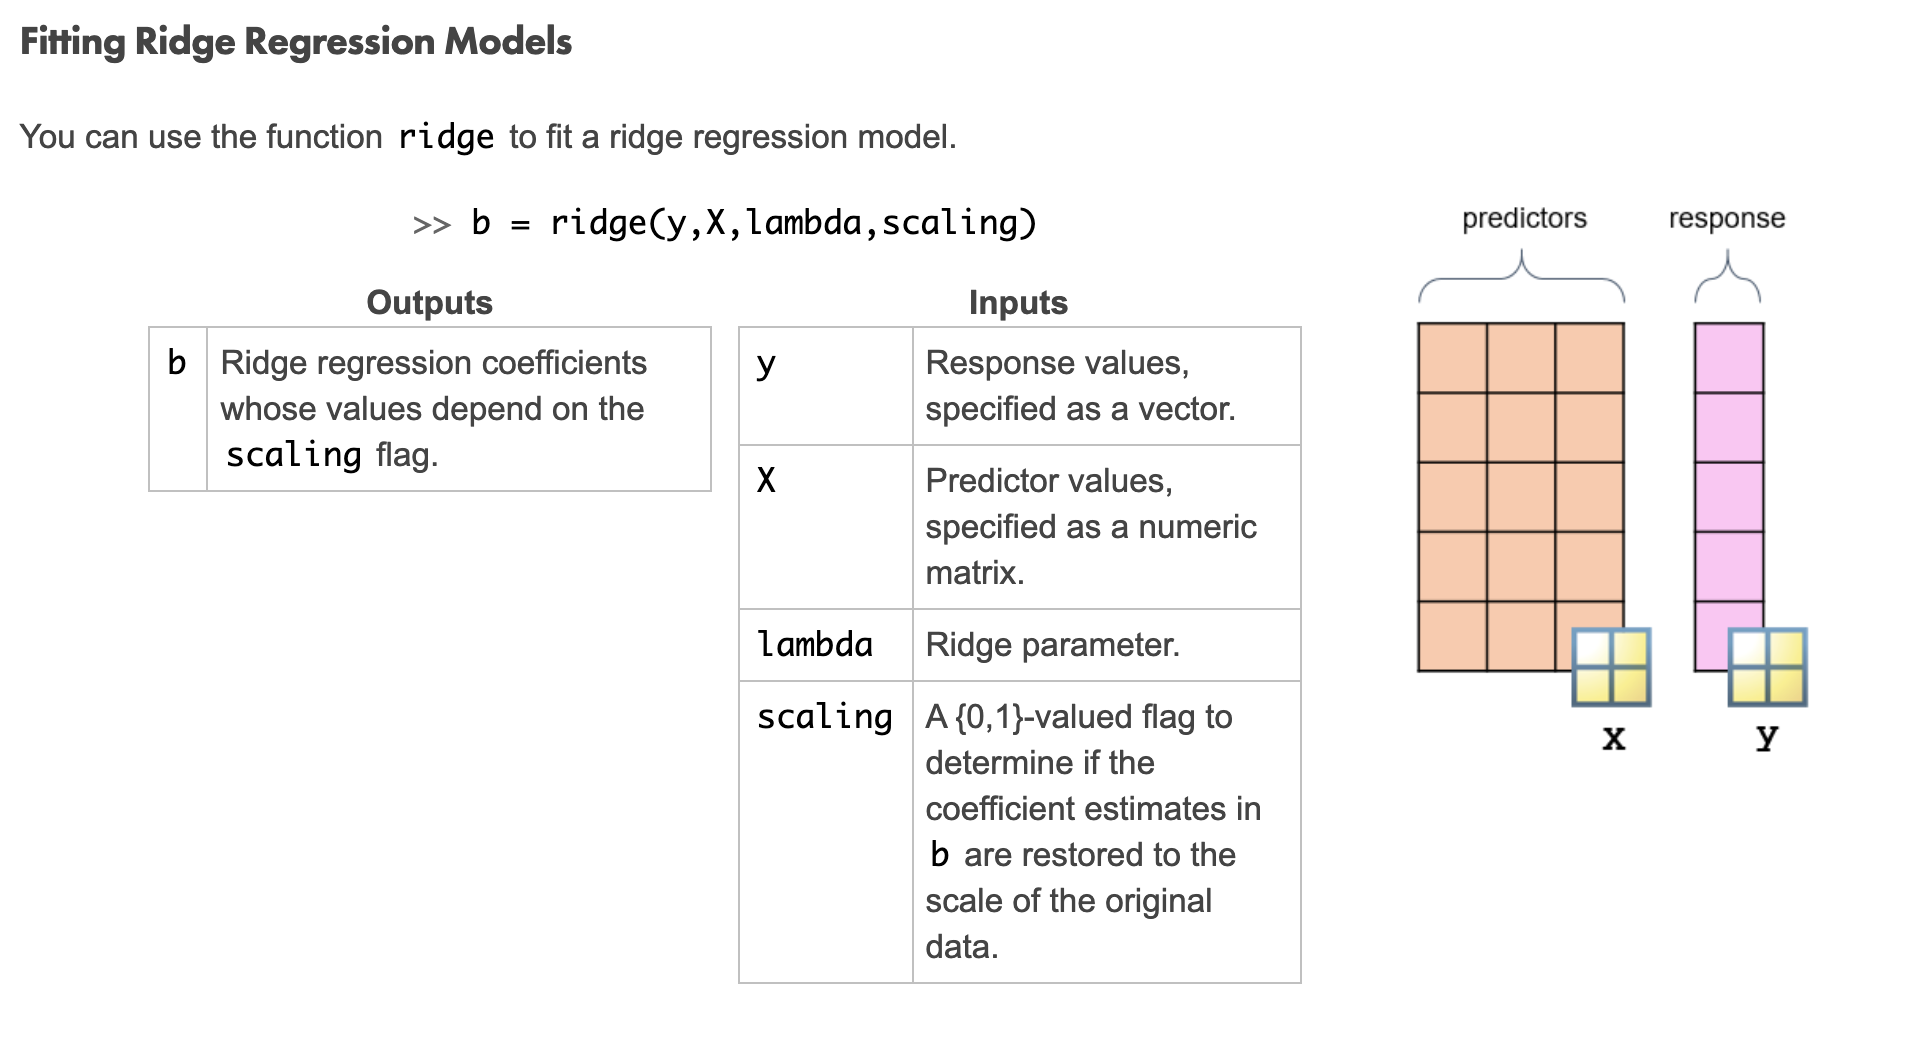 Fitting Ridge Regression Models
You can use the function ridge to fit a ridge regression model.
>> b = ridge(y,X,lambda,scaling)
Outputs
b Ridge regression coefficients
whose values depend on the
scaling flag.
Inputs
y Response values,
specified as a vector.
X Predictor values,
specified as a numeric
matrix.
lambda Ridge parameter.
scaling A {0,1}-valued flag to
determine if the
coefficient estimates in
b are restored to the
scale of the original
data.
predictors response
x y